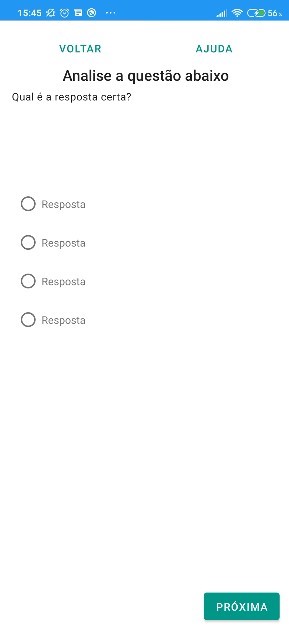 15:45 56%
VOLTAR AJUDA
Analise a questão abaixo
Qual é a resposta certa?
Resposta
Resposta
Resposta
Resposta
PRÓXIMA